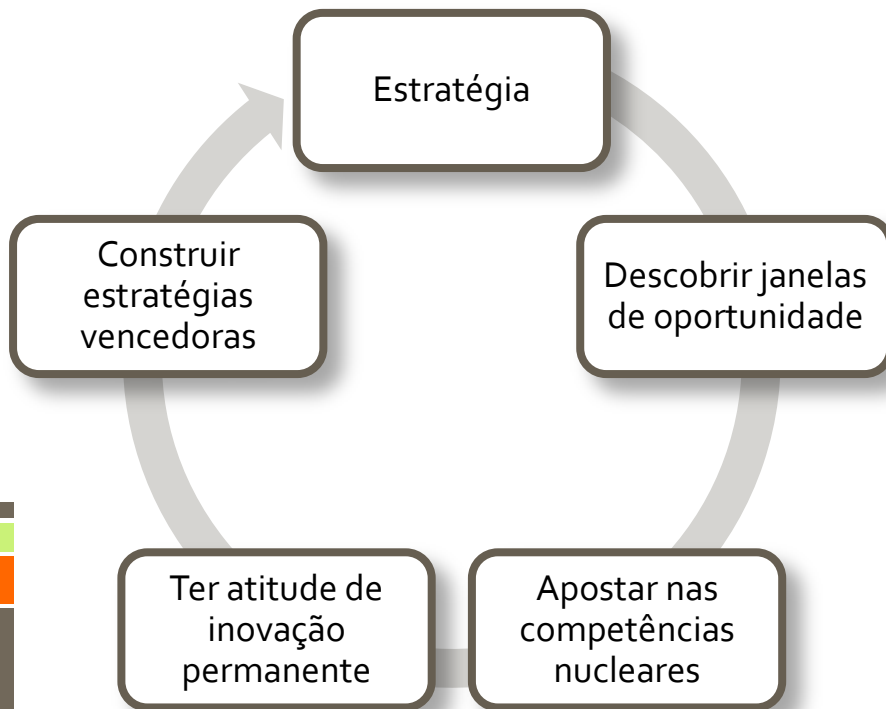 Estratégia
Descobrir janelas
de oportunidade
Apostar nas
competências
nucleares
Ter atitude de
inovação
permanente
Construir
estratégias
vencedoras